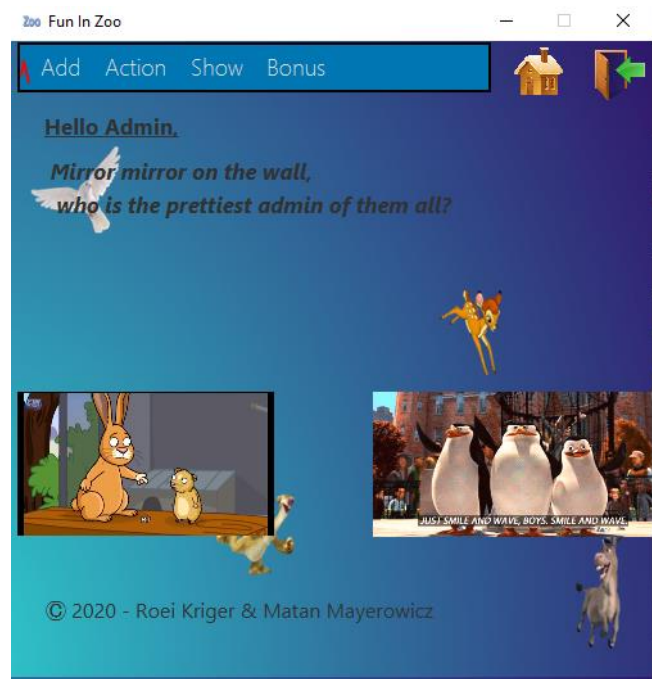 Zoo Fun In Zoo
Add Action Show Bonus
Hello Admin,
Mirror mirror on the wall,
who is the prettiest admin of them all?
JUST SMILE AND WAVE, BOYS. SMILE AND WAVE.
© 2020 - Roei Kriger & Matan Mayerowicz